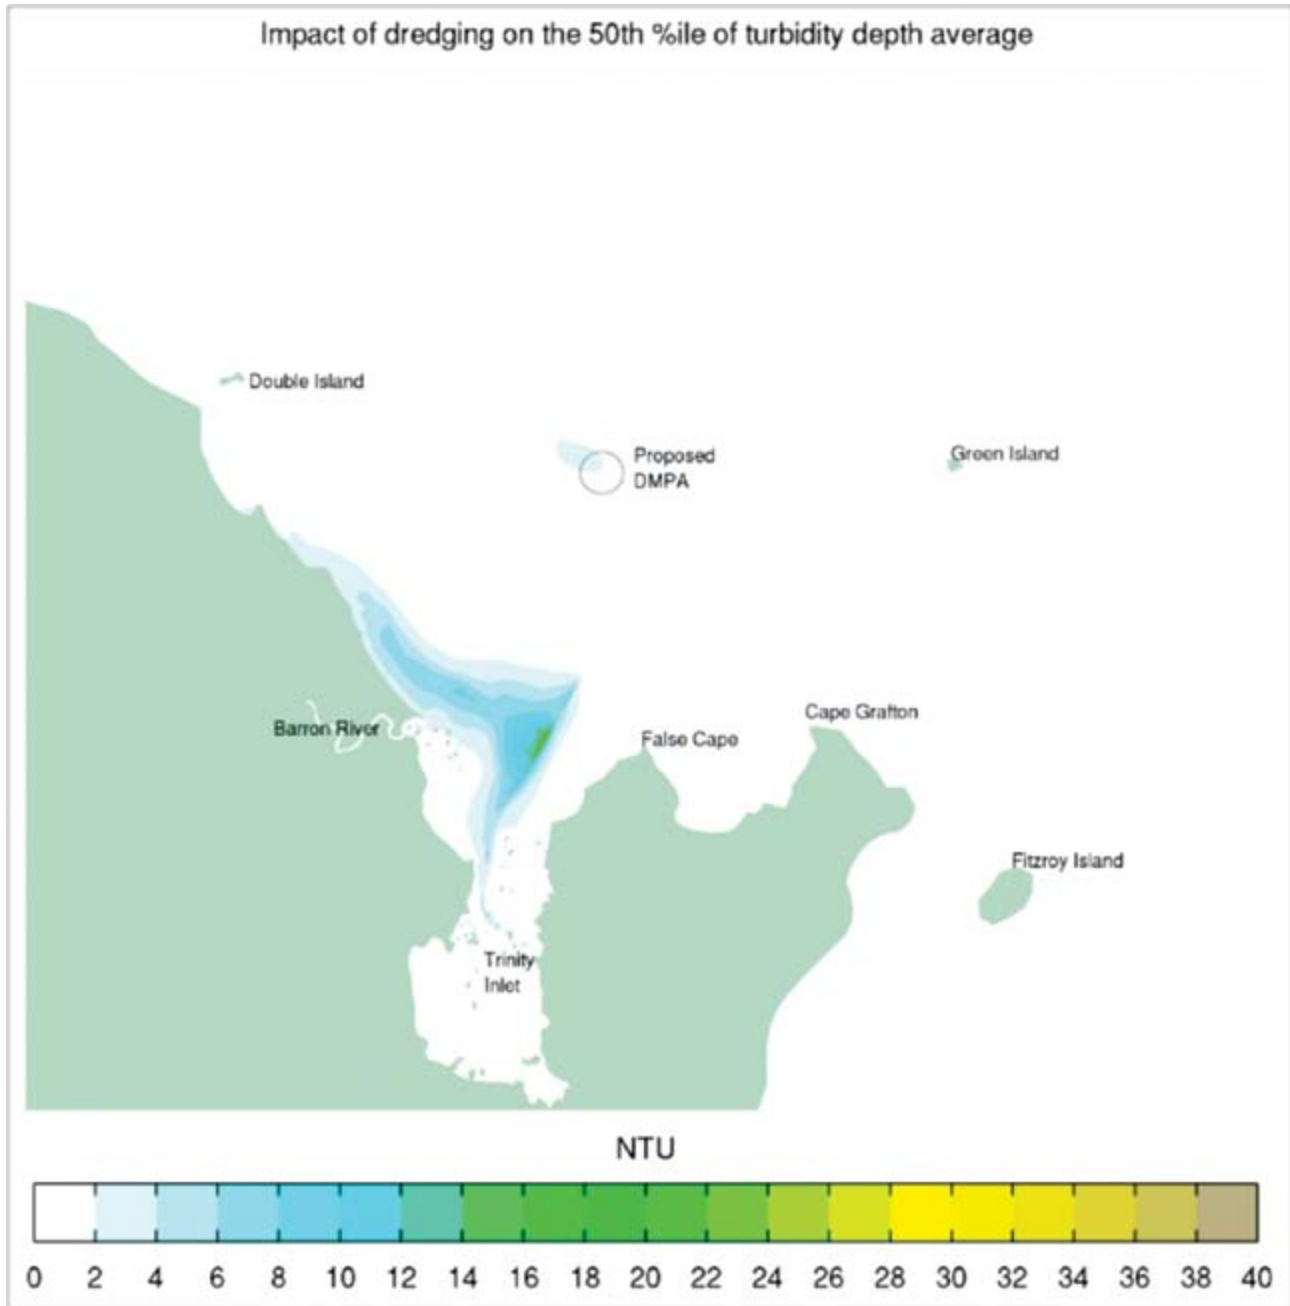 Impact of dredging on the 50th %ile of turbidity depth average
Double Island
Proposed
DMPA
Green Island
Barron River
False Cape
Cape Grafton
Fitzroy Island
Trinity
Inlet
NTU
0 2 4 6 8 10 12 14 16 18 20 22 24 26 28 30 32 34 36 38 40